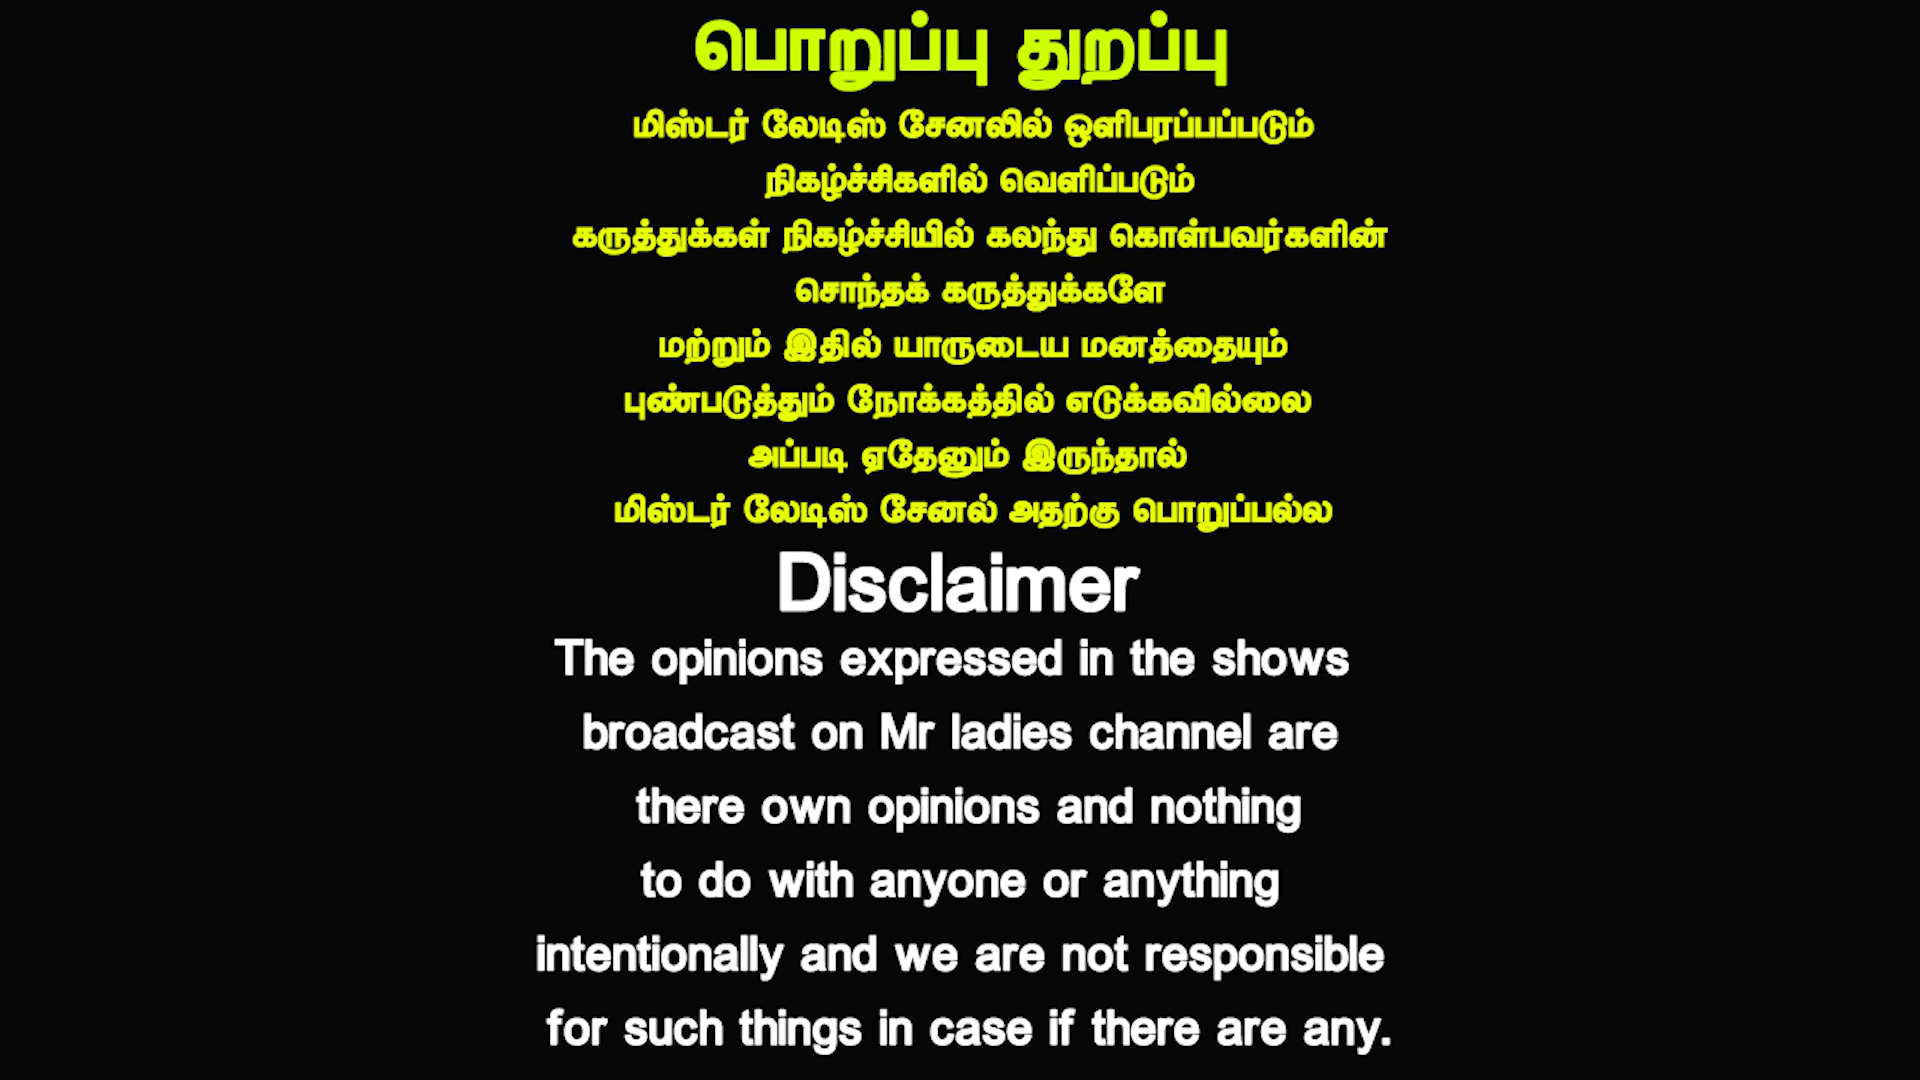 பொறுப்பு துறப்பு
மிஸ்டர் லேடிஸ் சேனலில் ஒளிபரப்பப்படும்
நிகழ்ச்சிகளில் வெளிப்படும்
கருத்துக்கள் நிகழ்ச்சியில் கலந்து கொள்பவர்களின்
சொந்தக் கருத்துக்களே
மற்றும் இதில் யாருடைய மனத்தையும்
புண்படுத்தும் நோக்கத்தில் எடுக்கவில்லை
அப்படி ஏதேனும் இருந்தால்
மிஸ்டர் லேடிஸ் சேனல் அதற்கு பொறுப்பல்ல
Disclaimer
The opinions expressed in the shows
broadcast on Mr ladies channel are
there own opinions and nothing
to do with anyone or anything
intentionally and we are not responsible
for such things in case if there are any.